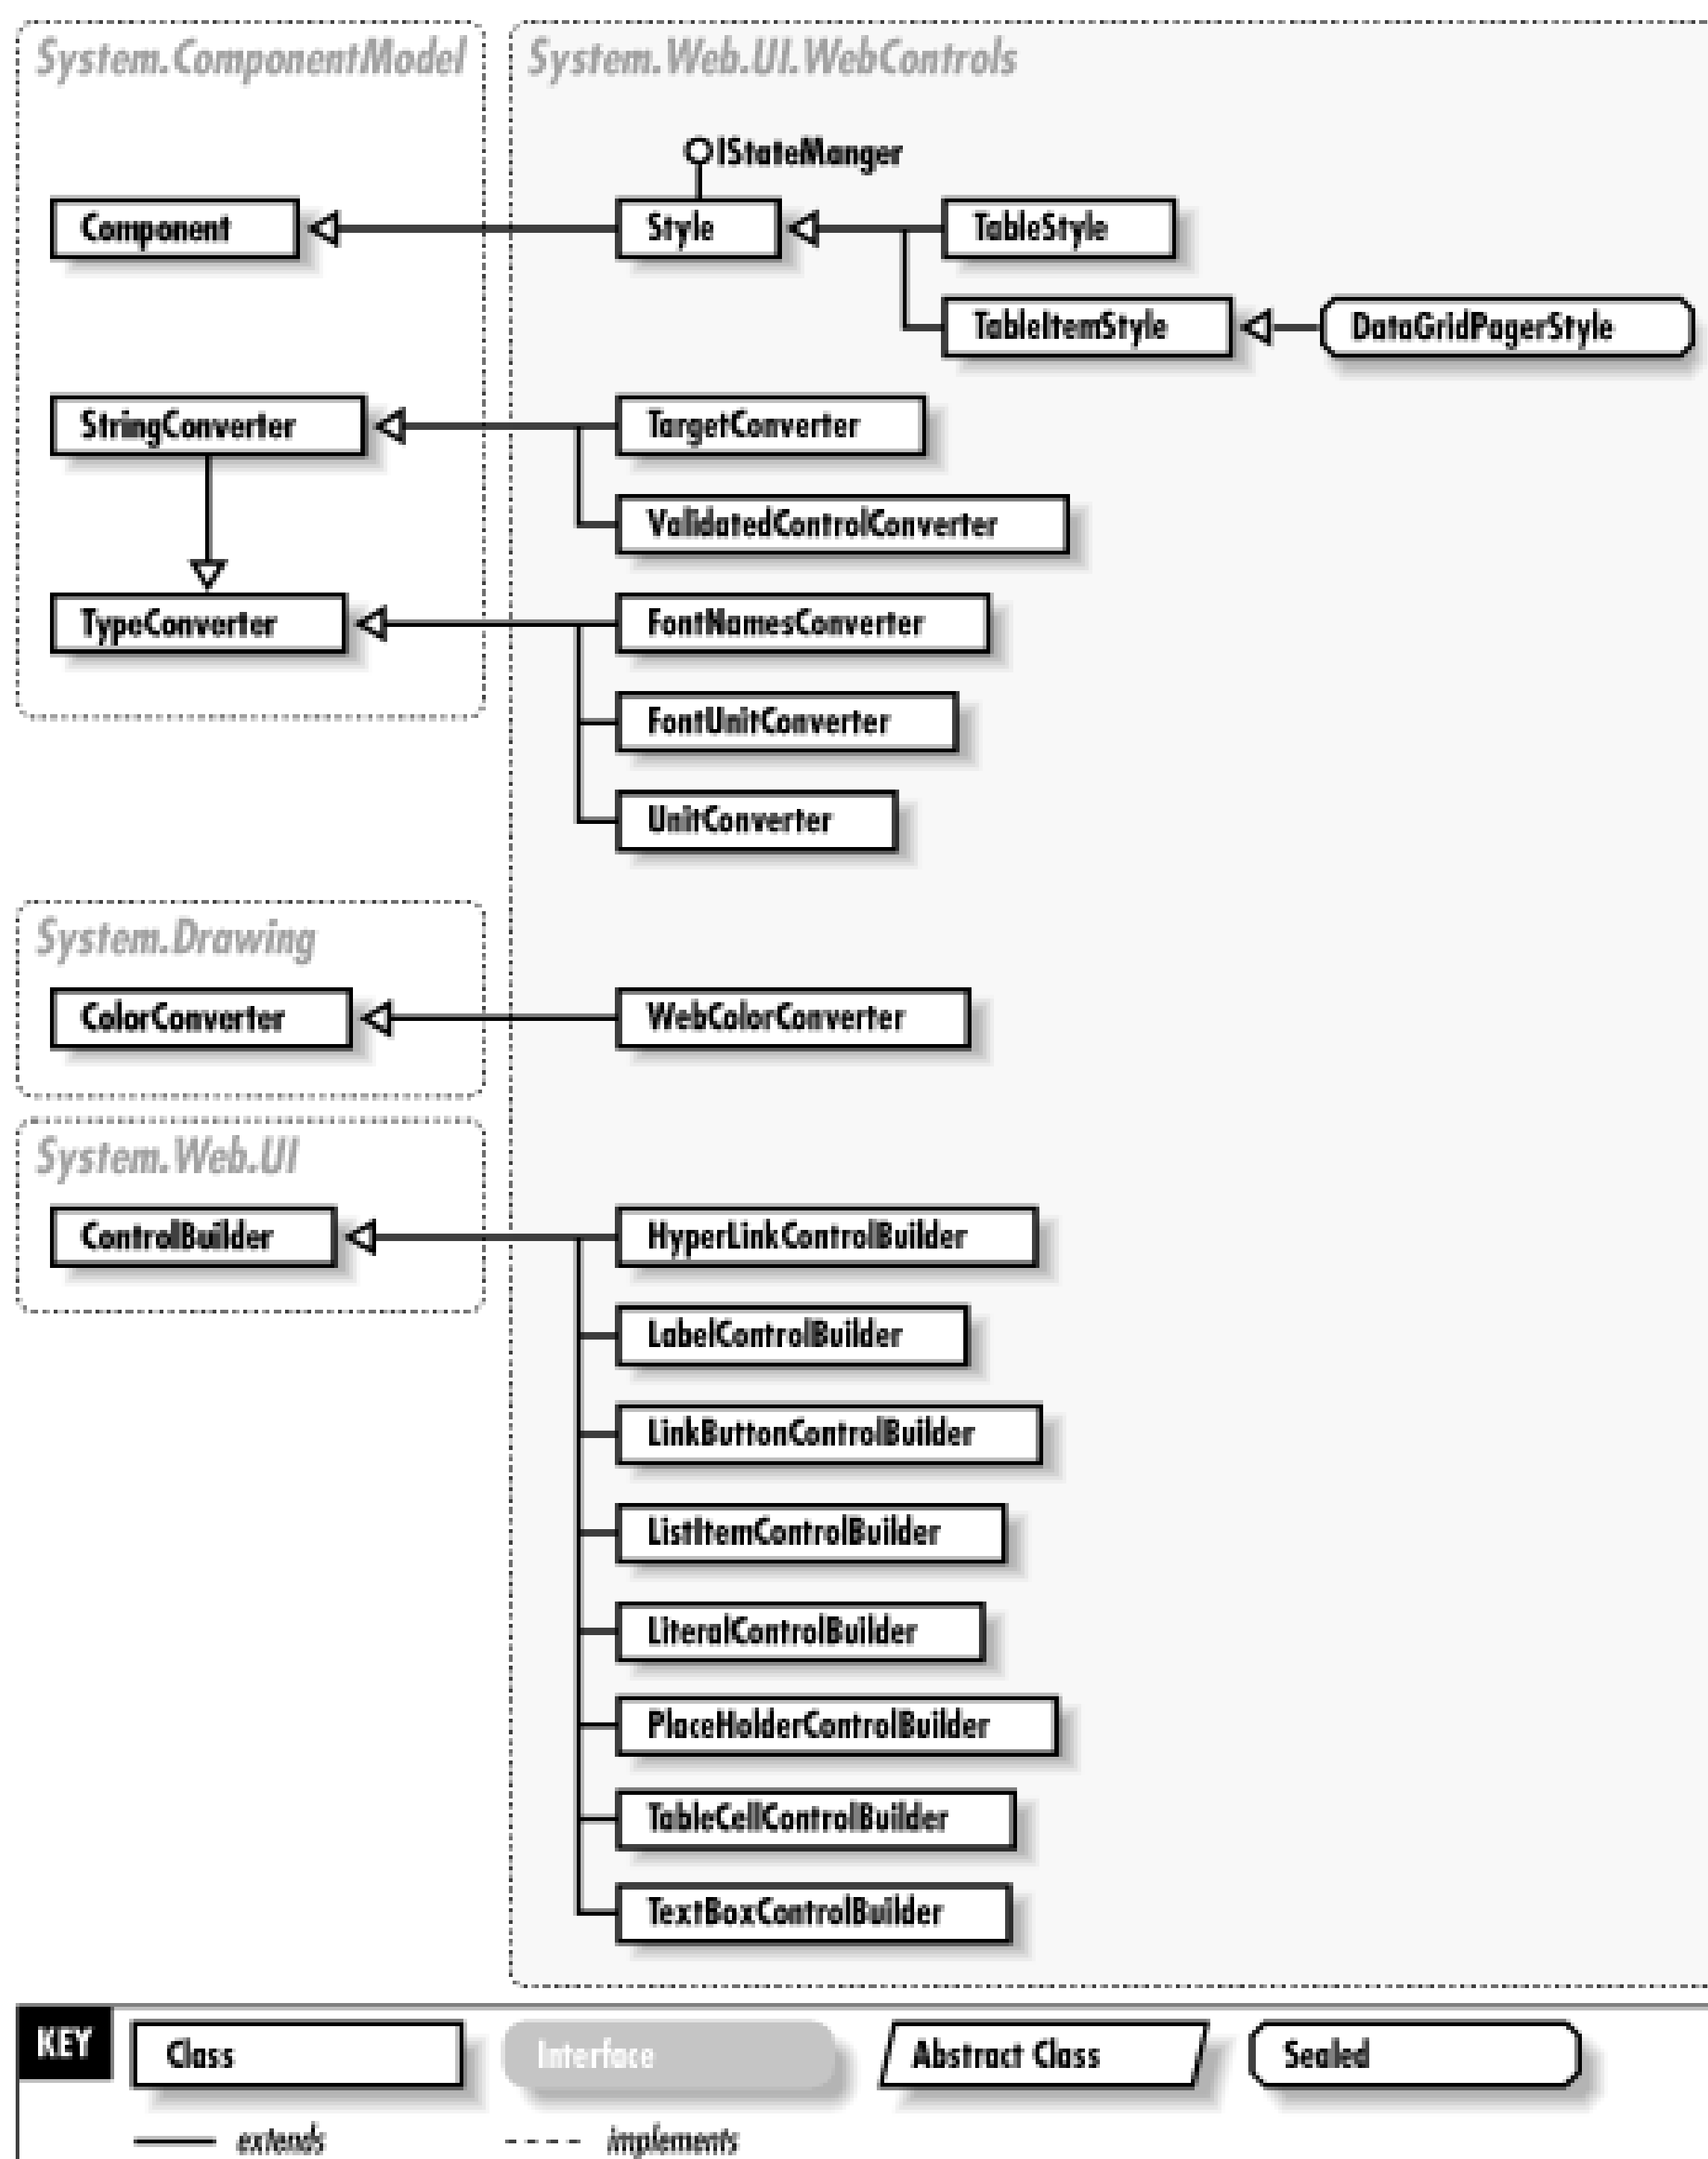 System.ComponentModel
System.Web.UI.WebControls
IStateManger
Component
Style
TableStyle
TableItemStyle
DataGridPagerStyle
StringConverter
TargetConverter
ValidatedControlConverter
TypeConverter
FontNamesConverter
FontUnitConverter
UnitConverter
System.Drawing
ColorConverter
WebColorConverter
System.Web.UI
ControlBuilder
HyperLinkControlBuilder
LabelControlBuilder
LinkButtonControlBuilder
ListItemControlBuilder
LiteralControlBuilder
PlaceHolderControlBuilder
TableCellControlBuilder
TextBoxControlBuilder
KEY
Class
Interface
Abstract Class
Sealed
extends
implements